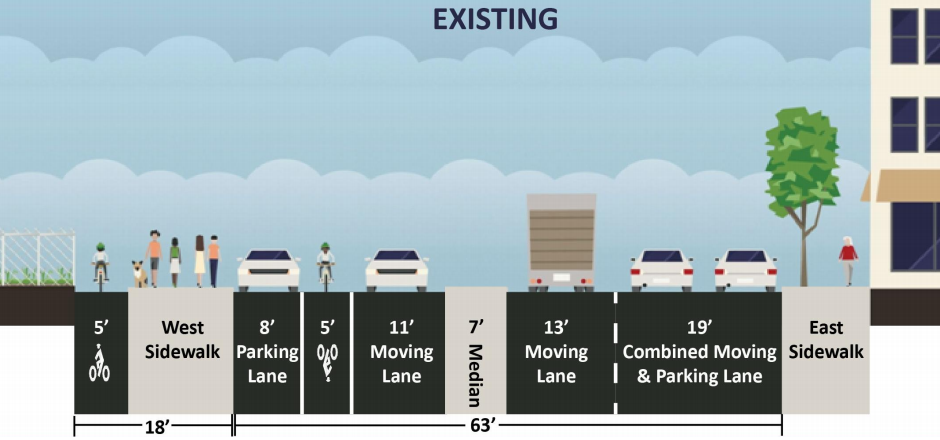 EXISTING
5’
West
Sidewalk
8’
Parking
Lane
5’
11’
Moving
Lane
7’ Median
13’
Moving
Lane
19’
Combined Moving
& Parking Lane
East
Sidewalk
18’
63’